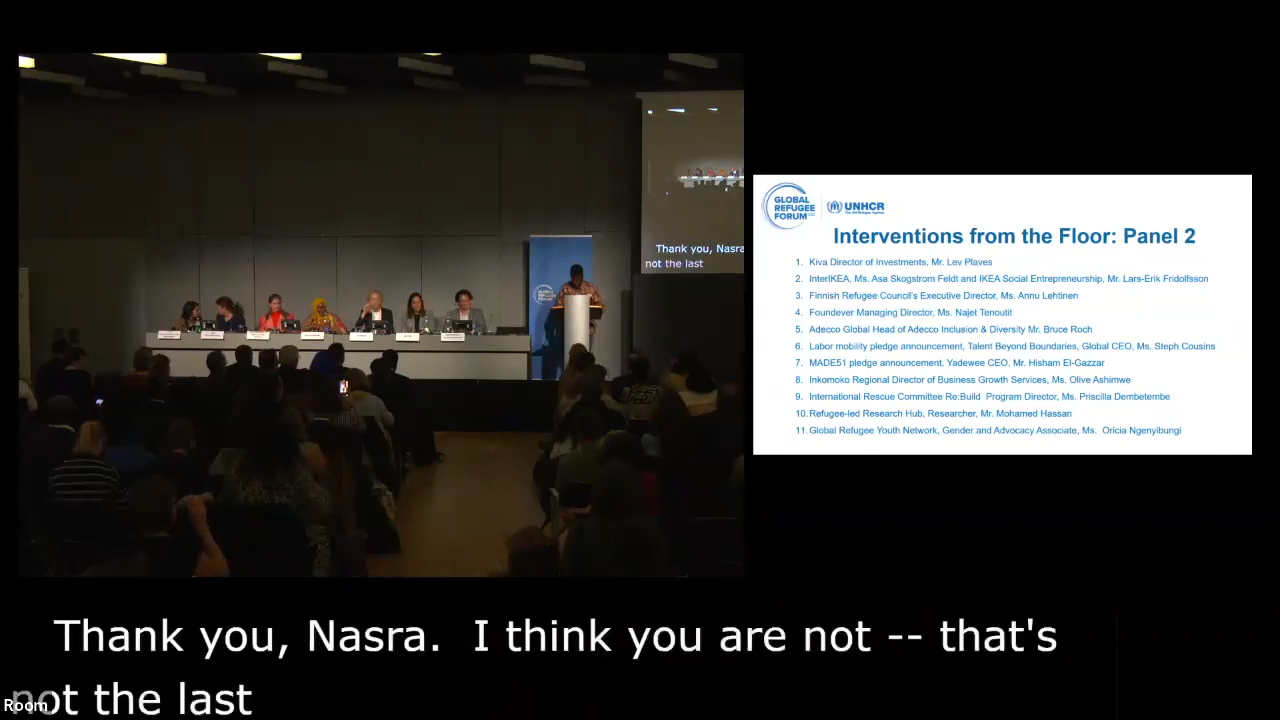 Thank you, Nasra
not the last
GLOBAL
REFUGEE
FORUM
GLOBAL
REFUGEE
FORUM
UNHCR
The UN Refugee Agency
Interventions from the Floor: Panel 2
1. Kiva Director of Investments, Mr. Lev Plaves
2. InterIKEA, Ms. Asa Skogstrom Feldt and IKEA Social Entrepreneurship, Mr. Lars-Erik Fridolfsson
3. Finnish Refugee Council's Executive Director, Ms. Annu Lehtinen
4. Foundever Managing Director, Ms. Najet Tenoutit
5. Adecco Global Head of Adecco Inclusion & Diversity Mr. Bruce Roch
6. Labor mobility pledge announcement, Talent Beyond Boundaries, Global CEO, Ms. Steph Cousins
7. MADE51 pledge announcement, Yadewee CEO, Mr. Hisham El-Gazzar
8. Inkomoko Regional Director of Business Growth Services, Ms. Olive Ashimwe
9. International Rescue Committee Re:Build Program Director, Ms. Priscilla Dembetembe
10. Refugee-led Research Hub, Researcher, Mr. Mohamed Hassan
11. Global Refugee Youth Network, Gender and Advocacy Associate, Ms. Oricia Ngenyibungi
Thank you, Nasra. I think you are not -- that's
not the last
Room